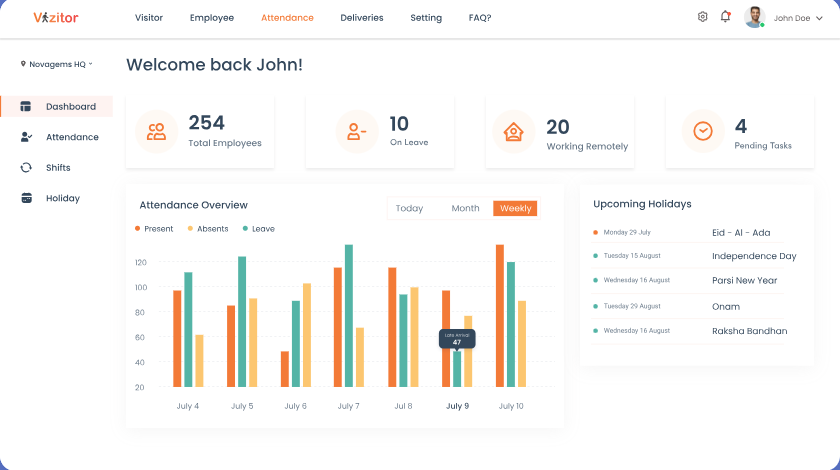 Vizitor Visitor Employee Attendance Deliveries Setting FAQ? John Doe
Novagems HQ
Welcome back John!
Dashboard
Attendance
Shifts
Holiday
254
Total Employees
10
On Leave
20
Working Remotely
4
Pending Tasks
Attendance Overview
Today Month Weekly
Present Absents Leave
120
100
80
60
40
20
Late Arrival
47
July 4 July 5 July 6 July 7 Jul 8 July 9 July 10
Upcoming Holidays
Monday 29 July Eid - Al - Ada
Tuesday 15 August Independence Day
Wednesday 16 August Parsi New Year
Tuesday 29 August Onam
Wednesday 16 August Raksha Bandhan